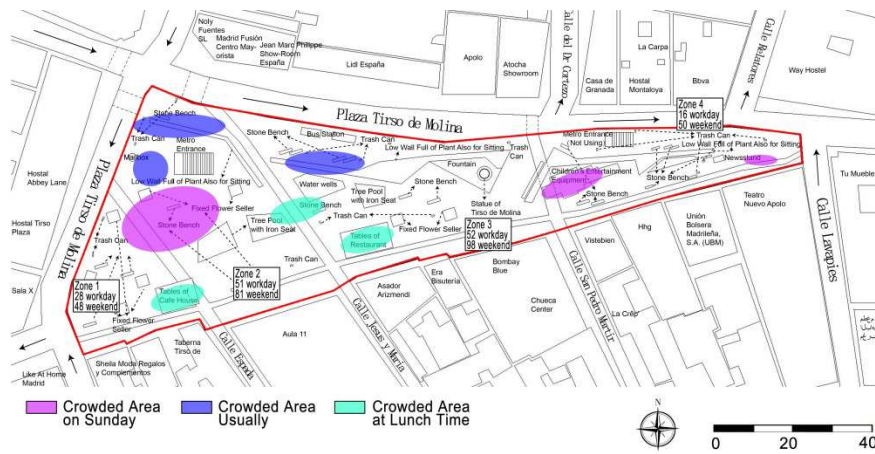 Noly
Fuentes
SL
Madrid Fusión
Centro May-
orista
Jean Marc Philippe
Show-Room
España
Lidl España
Apolo
Atocha
Showroom
Calle del Dr Cortezo
Casa de
Granada
La Carpa
Hostal
Montaloya
Bbva
Calle Relatores
Way Hostel
Plaza Tirso de Molina
Zone 4
16 workday
50 weekend
Stone Bench
Trash Can
Mailbox
Metro
Entrance
Stone Bench
Bus Station
Trash Can
Low Wall Full of Plant Also for Sitting
Trash
Can
Metro Entrance
(Not Using)
Trash Can
Low Wall Full of Plant Also for Sitting
Newsstand
Hostal
Abbey Lane
Plaza Tirso de Molina
Low Wall Full of Plant Also for Sitting
Water wells
Fountain
Stone Bench
Children's Entertainment
Equipment
Stone Bench
Stone Bench
Tu Mueble
Hostal Tirso
Plaza
Fixed Flower Seller
Stone Bench
Tree Pool
with Iron Seat
Stone Bench
Trash Can
Tree Pool
with Iron Seat
Statue of
Tirso de Molina
Fixed Flower
Seller
Trash Can
Stone Bench
Tables of
Restaurant
Zone 3
52 workday
98 weekend
Teatro
Nuevo Apolo
Calle Lavapies
Sala X
Zone 1
28 workday
48 weekend
Zone 2
51 workday
81 weekend
Trash
Can
Tables of
Cafe House
Fixed Flower
Seller
Vistebien
Hhg
Unión
Bolsera
Madrileña,
S.A. (UBM)
Bombay
Blue
Era
Bisuteria
Asador
Arizmendi
Chueca
Center
Calle San Pedro Martir
La Crêp'
Aula 11
Calle Jesus y Maria
Calle Espada
Taberna
Tirso de
Sheila Moda Regalos
y Complementos
Like At Home
Madrid
Crowded Area
on Sunday
Crowded Area
Usually
Crowded Area
at Lunch Time
N
0 20 40